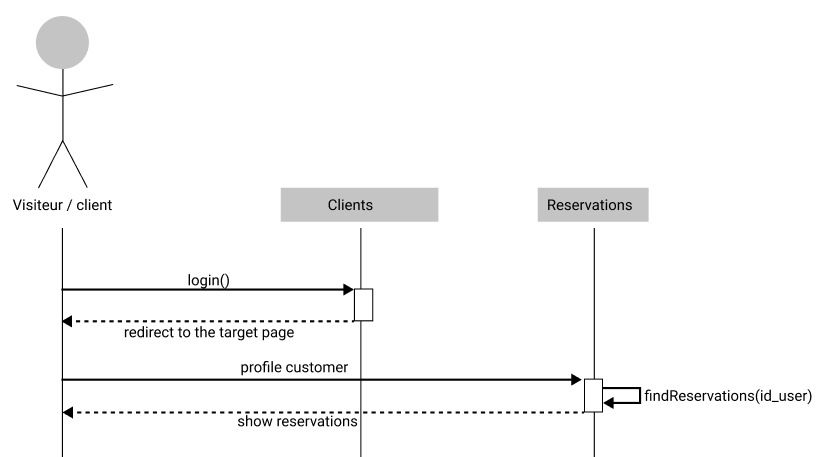 Visiteur / client
Clients
Reservations
login()
redirect to the target page
profile customer
findReservations(id_user)
show reservations